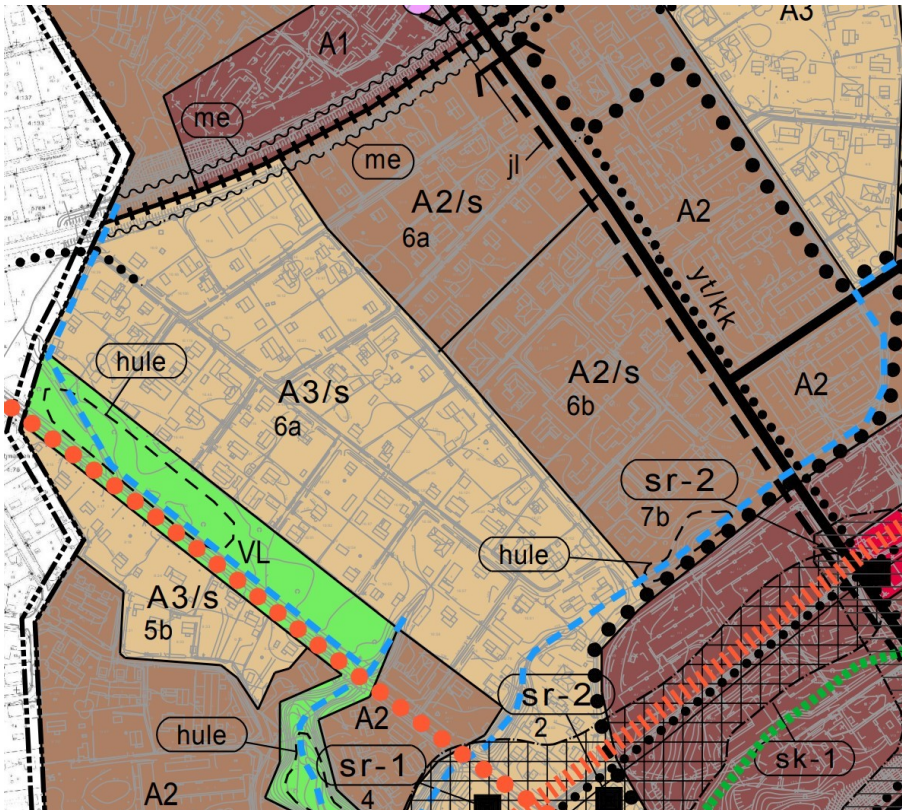 A3
A1
me
me
jl
A2/s
6a
A2
yt/kk
hule
A3/s
6a
A2/s
6b
A2
sr-2
7b
hule
VL
A3/s
5b
sr-2
2
A2
hule
sr-1
4
sk-1
A2